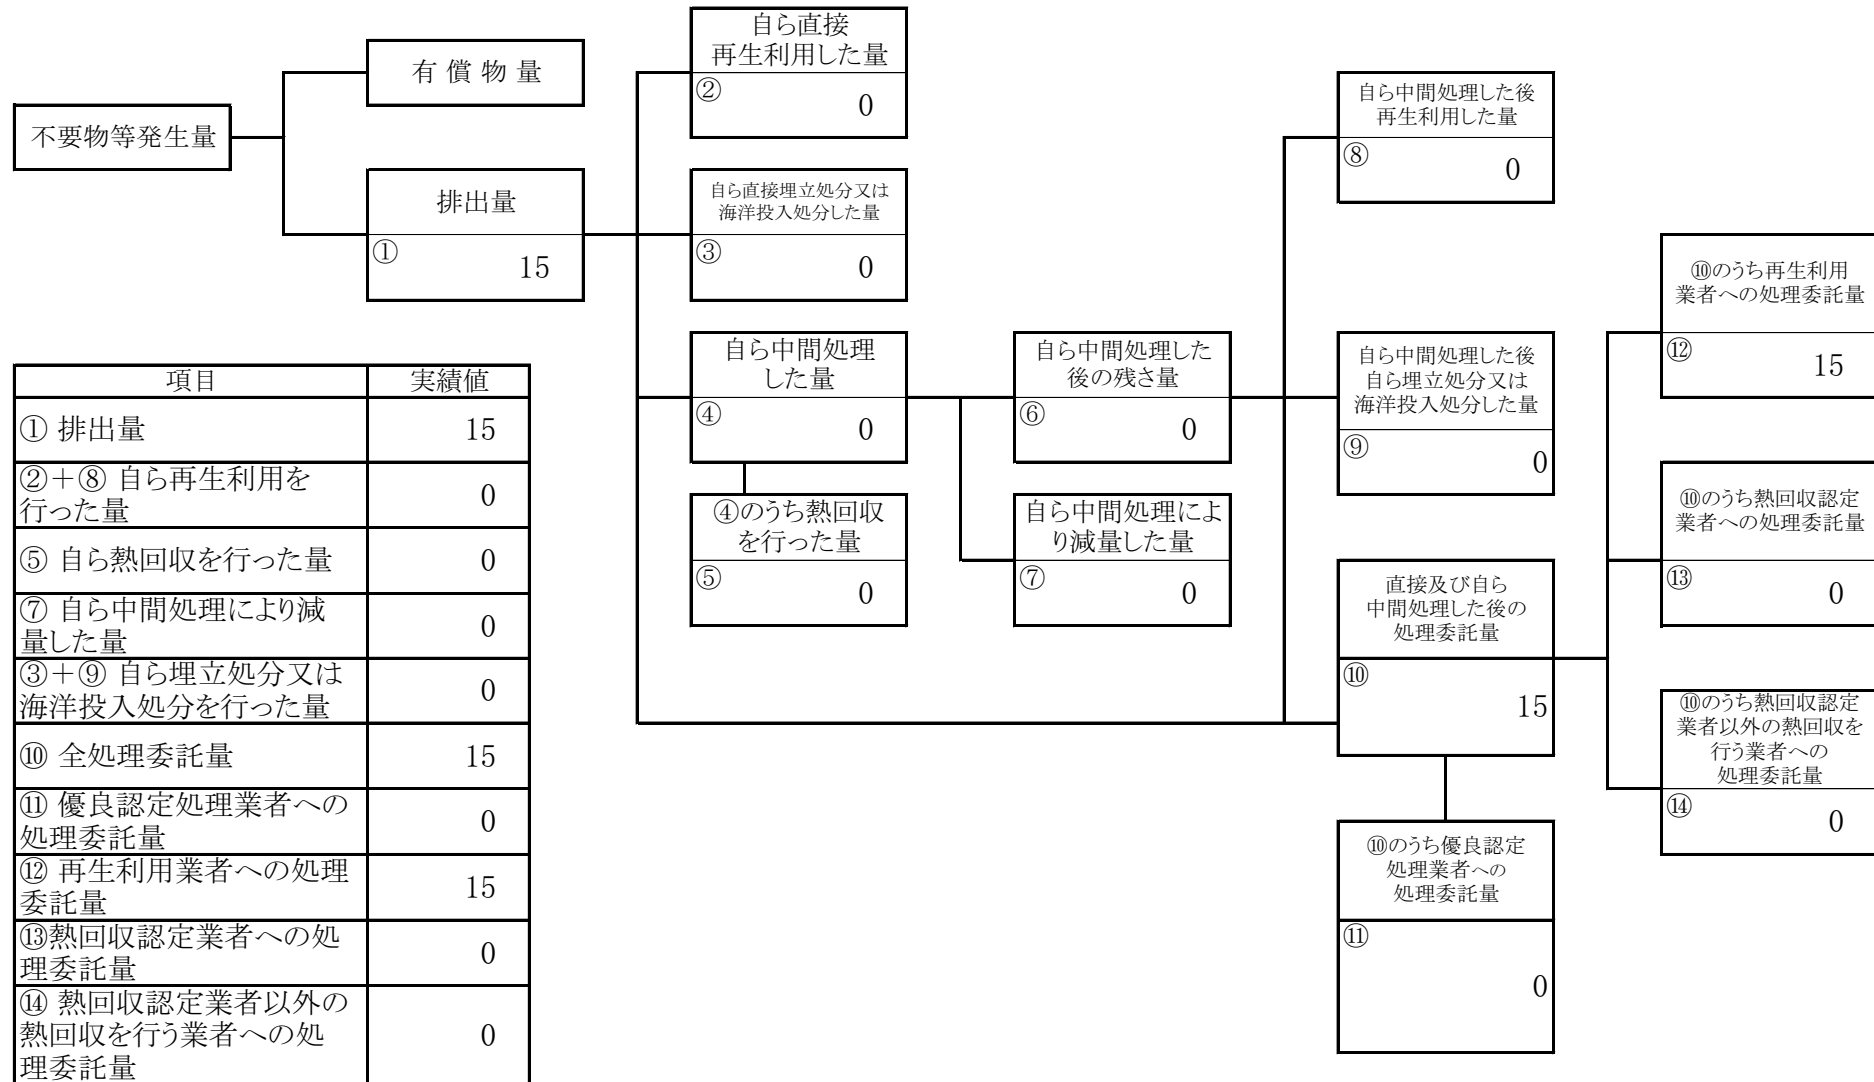 不要物等発生量
有 償 物 量
排出量
①
15
自ら直接
再生利用した量
②
0
自ら直接埋立処分又は
海洋投入処分した量
③
0
自ら中間処理
した量
④
0
④のうち熱回収
を行った量
⑤
0
自ら中間処理した
後の残さ量
⑥
0
自ら中間処理によ
り減量した量
⑦
0
自ら中間処理した後
再生利用した量
⑧
0
自ら中間処理した後
自ら埋立処分又は
海洋投入処分した量
⑨
0
直接及び自ら
中間処理した後の
処理委託量
⑩
15
⑩のうち優良認定
処理業者への
処理委託量
⑪
0
⑩のうち再生利用
業者への処理委託量
⑫
15
⑩のうち熱回収認定
業者への処理委託量
⑬
0
⑩のうち熱回収認定
業者以外の熱回収を
行う業者への
処理委託量
⑭
0
項目 実績値
① 排出量 15
②＋⑧ 自ら再生利用を
行った量 0
⑤ 自ら熱回収を行った量 0
⑦ 自ら中間処理により減
量した量 0
③＋⑨ 自ら埋立処分又は
海洋投入処分を行った量 0
⑩ 全処理委託量 15
⑪ 優良認定処理業者への
処理委託量 0
⑫ 再生利用業者への処理
委託量 15
⑬熱回収認定業者への処
理委託量 0
⑭ 熱回収認定業者以外の
熱回収を行う業者への処
理委託量 0